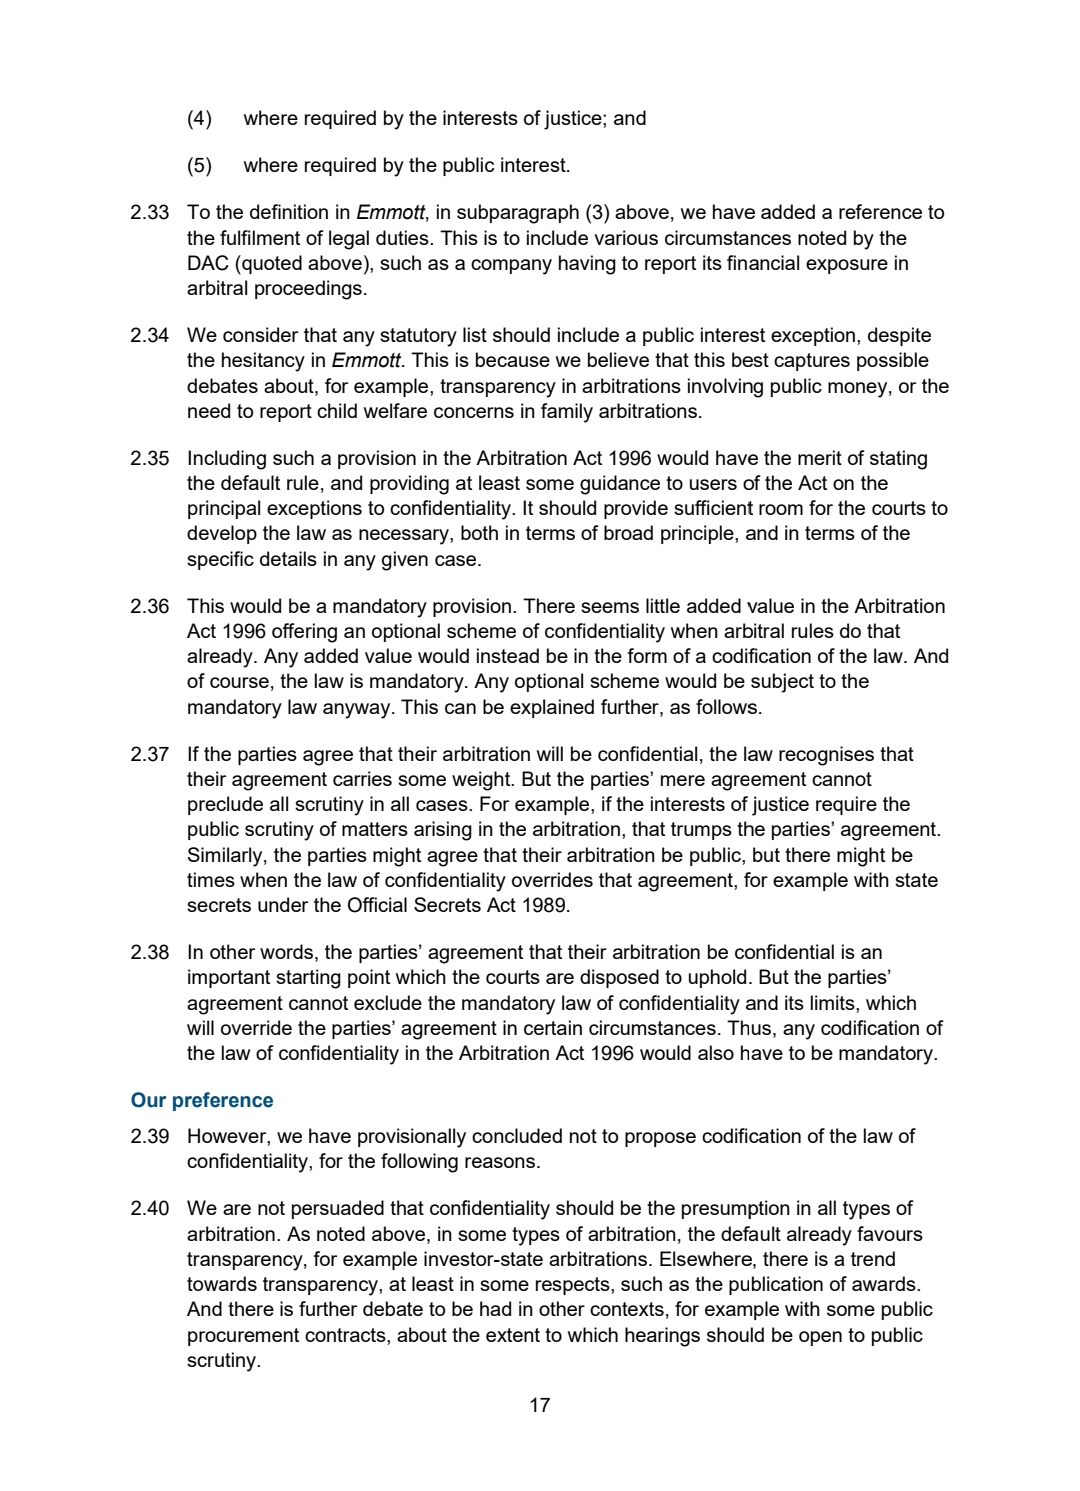 (4) where required by the interests of justice; and
(5) where required by the public interest.
2.33 To the definition in Emmott, in subparagraph (3) above, we have added a reference to
the fulfilment of legal duties. This is to include various circumstances noted by the
DAC (quoted above), such as a company having to report its financial exposure in
arbitral proceedings.
2.34 We consider that any statutory list should include a public interest exception, despite
the hesitancy in Emmott. This is because we believe that this best captures possible
debates about, for example, transparency in arbitrations involving public money, or the
need to report child welfare concerns in family arbitrations.
2.35 Including such a provision in the Arbitration Act 1996 would have the merit of stating
the default rule, and providing at least some guidance to users of the Act on the
principal exceptions to confidentiality. It should provide sufficient room for the courts to
develop the law as necessary, both in terms of broad principle, and in terms of the
specific details in any given case.
2.36 This would be a mandatory provision. There seems little added value in the Arbitration
Act 1996 offering an optional scheme of confidentiality when arbitral rules do that
already. Any added value would instead be in the form of a codification of the law. And
of course, the law is mandatory. Any optional scheme would be subject to the
mandatory law anyway. This can be explained further, as follows.
2.37 If the parties agree that their arbitration will be confidential, the law recognises that
their agreement carries some weight. But the parties’ mere agreement cannot
preclude all scrutiny in all cases. For example, if the interests of justice require the
public scrutiny of matters arising in the arbitration, that trumps the parties’ agreement.
Similarly, the parties might agree that their arbitration be public, but there might be
times when the law of confidentiality overrides that agreement, for example with state
secrets under the Official Secrets Act 1989.
2.38 In other words, the parties’ agreement that their arbitration be confidential is an
important starting point which the courts are disposed to uphold. But the parties’
agreement cannot exclude the mandatory law of confidentiality and its limits, which
will override the parties’ agreement in certain circumstances. Thus, any codification of
the law of confidentiality in the Arbitration Act 1996 would also have to be mandatory.
Our preference
2.39 However, we have provisionally concluded not to propose codification of the law of
confidentiality, for the following reasons.
2.40 We are not persuaded that confidentiality should be the presumption in all types of
arbitration. As noted above, in some types of arbitration, the default already favours
transparency, for example investor-state arbitrations. Elsewhere, there is a trend
towards transparency, at least in some respects, such as the publication of awards.
And there is further debate to be had in other contexts, for example with some public
procurement contracts, about the extent to which hearings should be open to public
scrutiny.
17